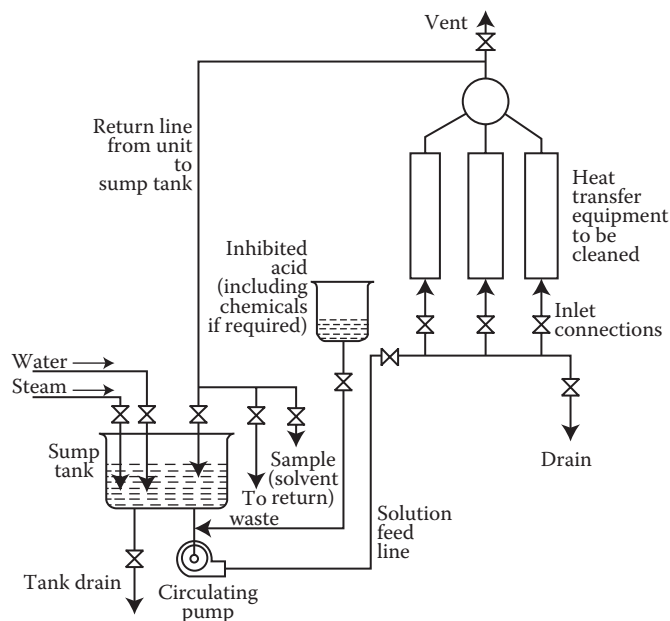 Vent
Return line
from unit
to
sump tank
Heat
transfer
equipment
to be
cleaned
Inhibited
acid
(including
chemicals
if required)
Inlet
connections
Water
Steam
Sump
tank
Sample
(solvent
return)
To
waste
Drain
Solution
feed
line
Tank drain
Circulating
pump